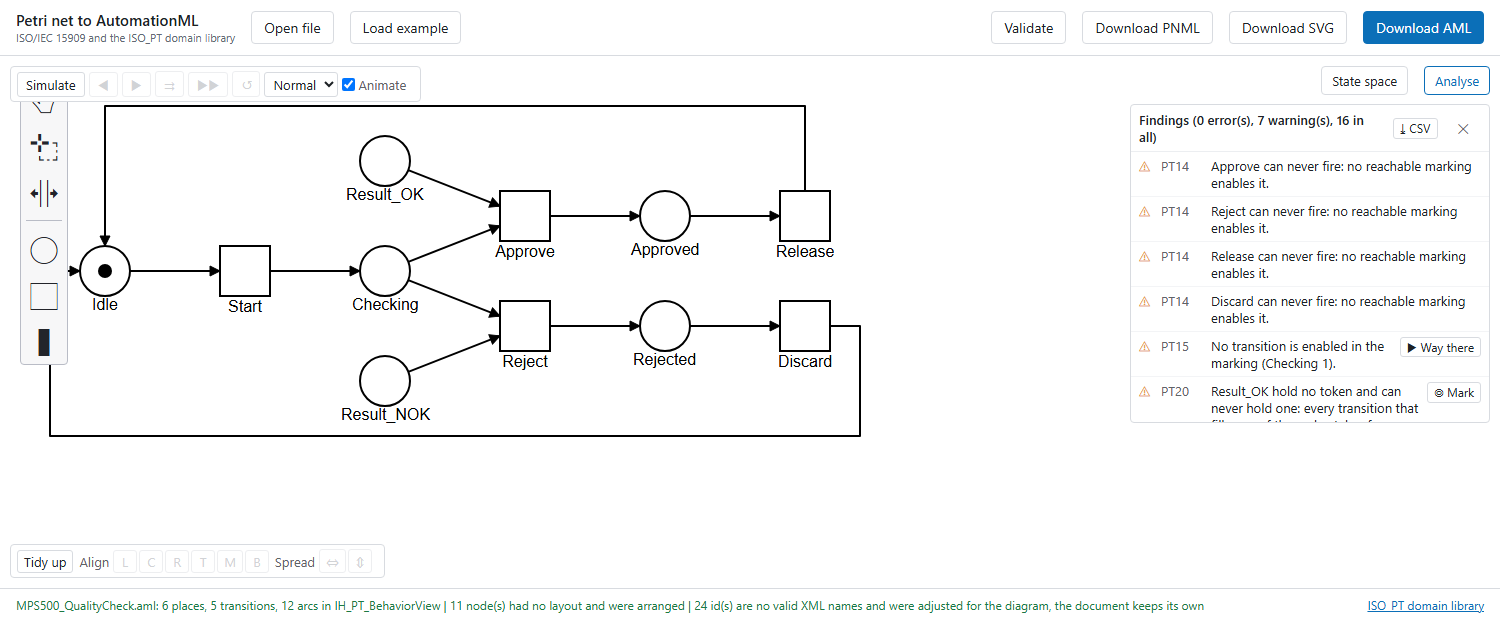 Petri net to AutomationML
ISO/IEC 15909 and the ISO_PT domain library
Open file
Load example
Validate
Download PNML
Download SVG
Download AML
Simulate
Normal
Animate
State space
Analyse
Findings (0 error(s), 7 warning(s), 16 in
all)
CSV
PT14 Approve can never fire: no reachable marking
enables it.
PT14 Reject can never fire: no reachable marking
enables it.
PT14 Release can never fire: no reachable marking
enables it.
PT14 Discard can never fire: no reachable marking
enables it.
PT15 No transition is enabled in the
marking (Checking 1).
Way there
PT20 Result_OK hold no token and can
never hold one: every transition that
Mark
Result_OK
Approve
Approved
Release
Idle
Start
Checking
Reject
Rejected
Discard
Result_NOK
Tidy up Align L C R T M B Spread
MPS500_QualityCheck.aml: 6 places, 5 transitions, 12 arcs in IH_PT_BehaviorView | 11 node(s) had no layout and were arranged | 24 id(s) are no valid XML names and were adjusted for the diagram, the document keeps its own
ISO_PT domain library